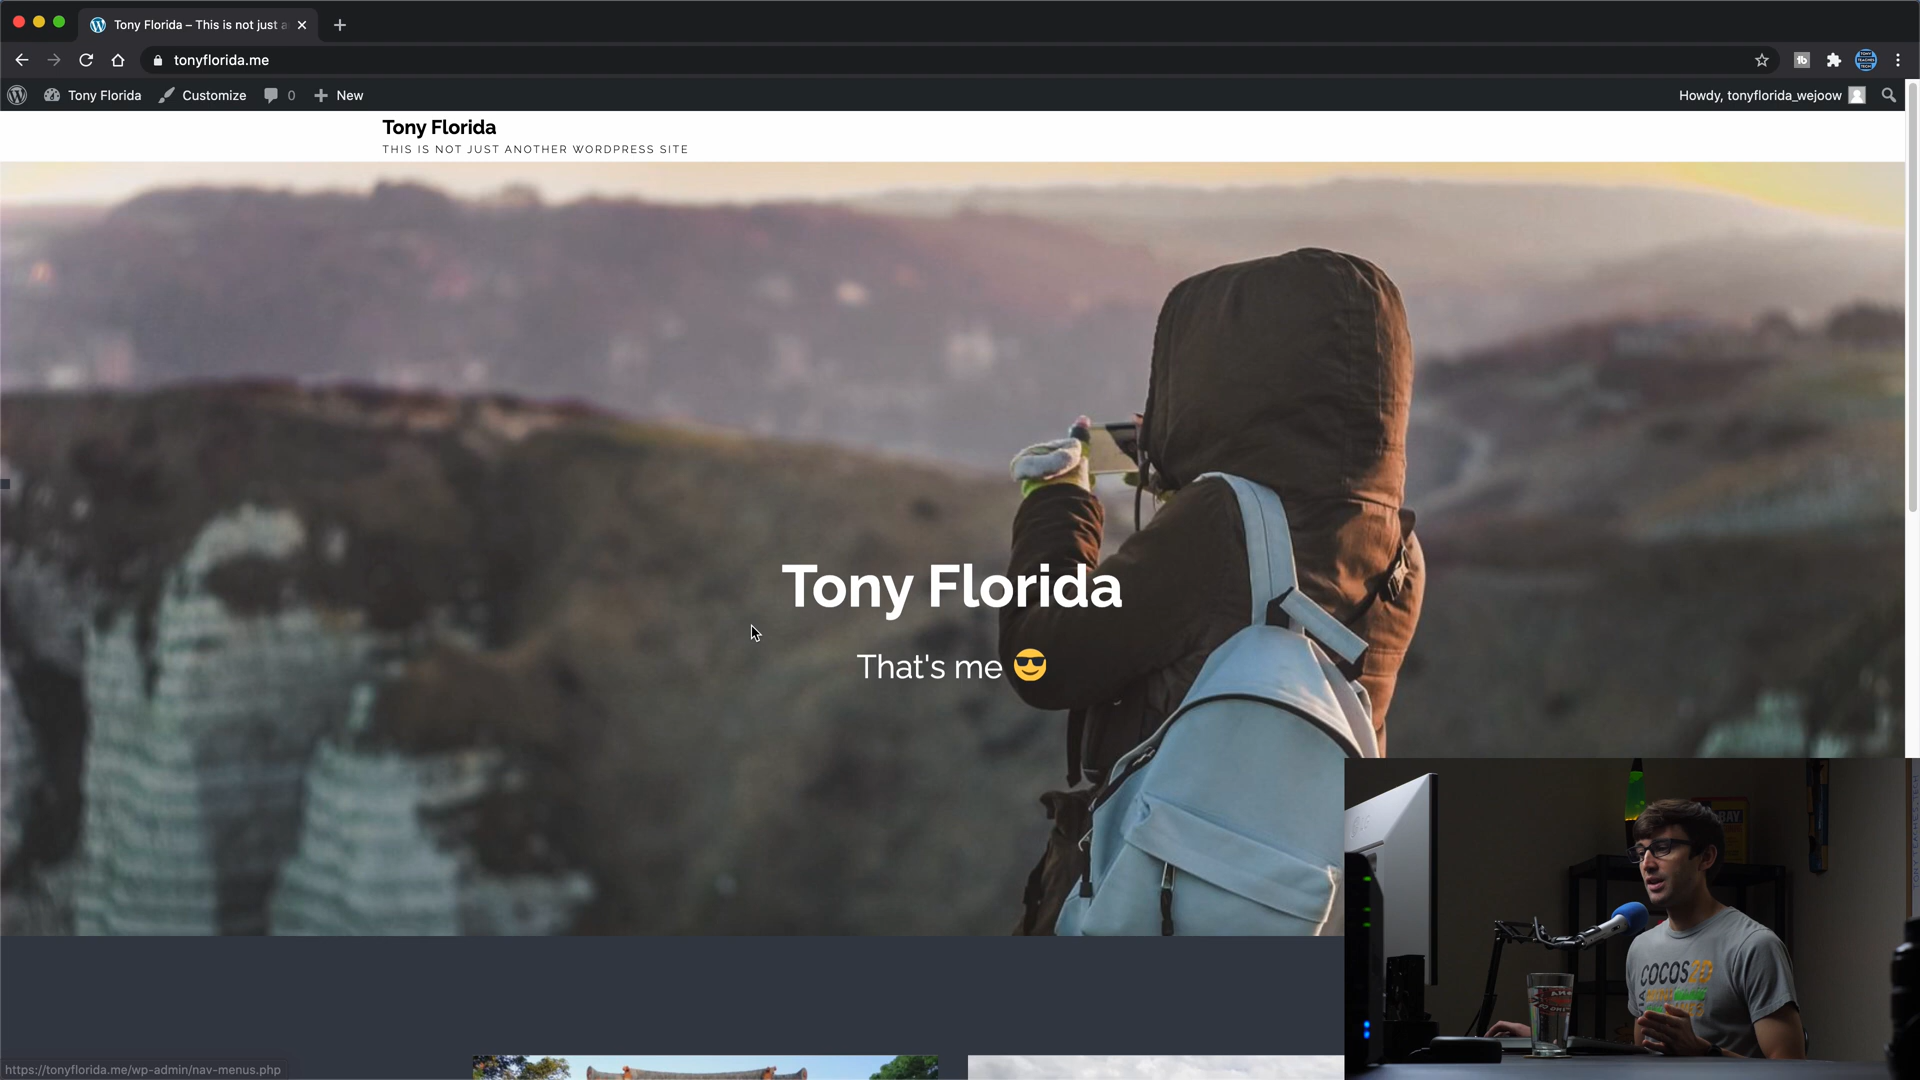 Tony Florida – This is not just a
tonyflorida.me
Tony Florida
Customize
0
New
Howdy, tonyflorida_wejoow
Tony Florida
THIS IS NOT JUST ANOTHER WORDPRESS SITE
Tony Florida
That's me 😎
COCOS2D
https://tonyflorida.me/wp-admin/nav-menus.php